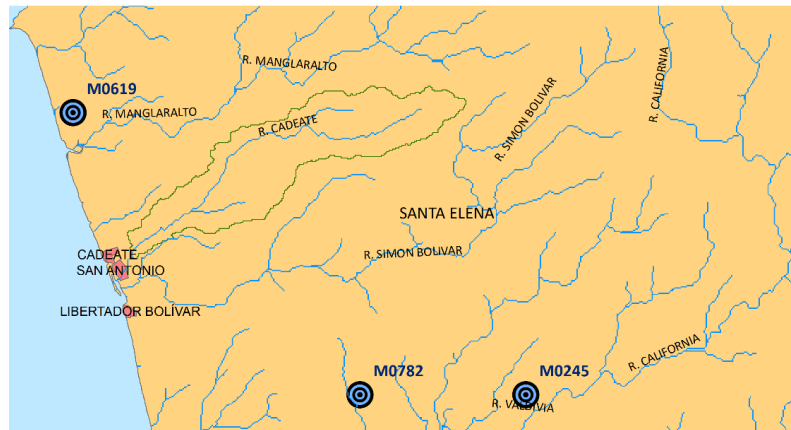 R. MANGLARALTO
R. CALIFORNIA
M0619
R. MANGLARALTO
R. CADEATE
R. SIMON BOLIVAR
SANTA ELENA
CADEATE
R. SIMON BOLIVAR
SAN ANTONIO
LIBERTADOR BOLÍVAR
R. CALIFORNIA
M0782
M0245
R. VALDIVIA